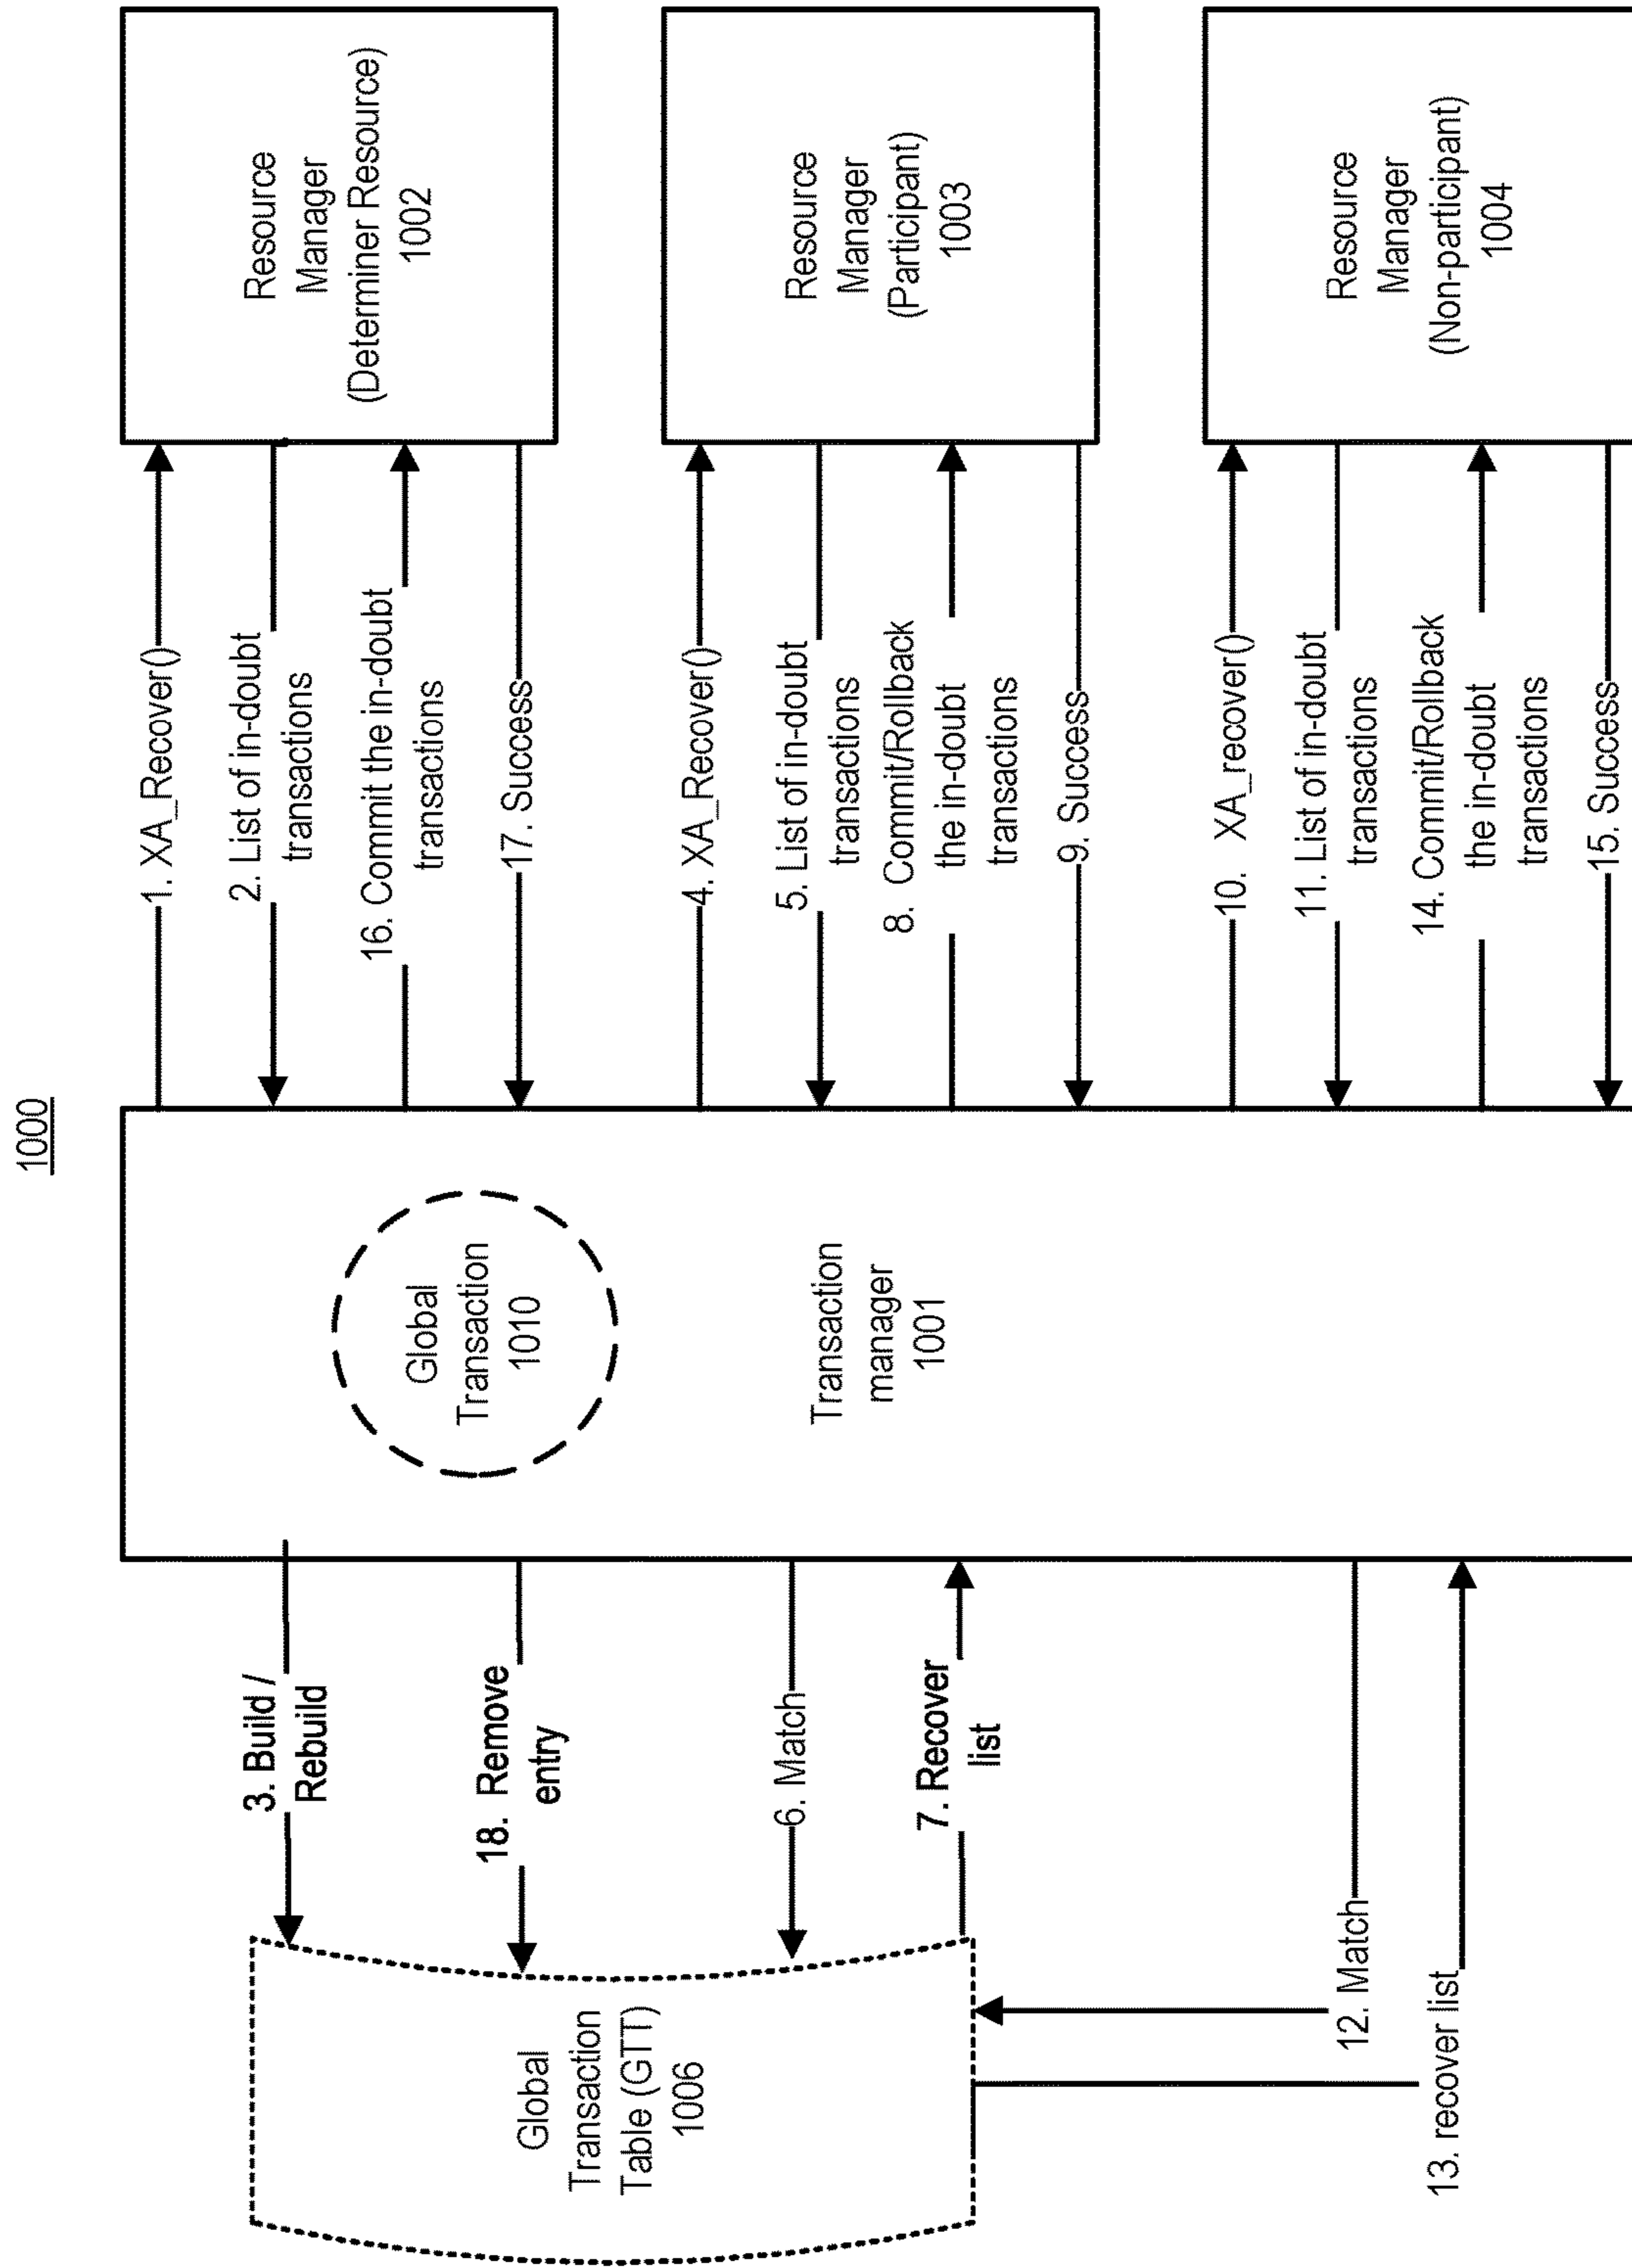 1000
3. Build /
Rebuild
18. Remove
entry
6. Match
7. Recover
list
12. Match
13. recover list
Global
Transaction
Table (GTT)
1006
Global
Transaction
1010
Transaction
manager
1001
1. XA_Recover()
2. List of in-doubt
transactions
16. Commit the in-doubt
transactions
17. Success
4. XA_Recover()
5. List of in-doubt
transactions
8. Commit/Rollback
the in-doubt
transactions
9. Success
10. XA_recover()
11. List of in-doubt
transactions
14. Commit/Rollback
the in-doubt
transactions
15. Success
Resource
Manager
(Determiner Resource)
1002
Resource
Manager
(Participant)
1003
Resource
Manager
(Non-participant)
1004